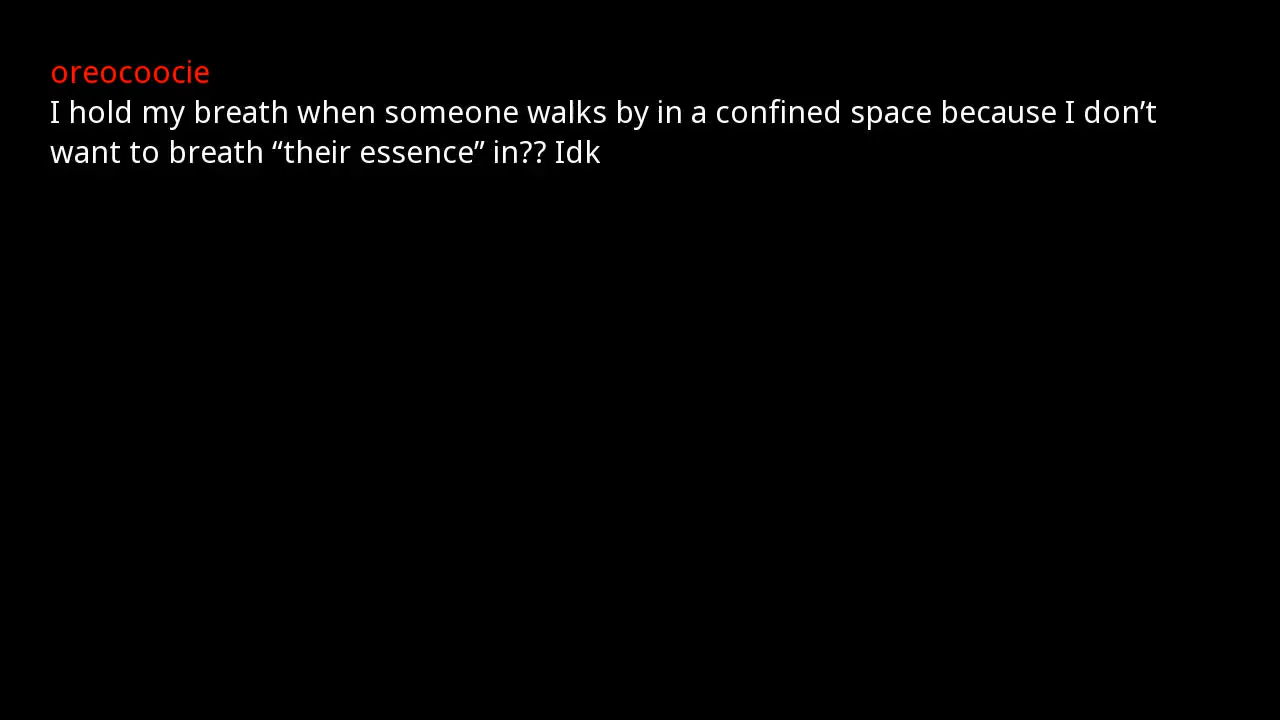 oreocoocie
I hold my breath when someone walks by in a confined space because I don’t
want to breath “their essence” in?? Idk